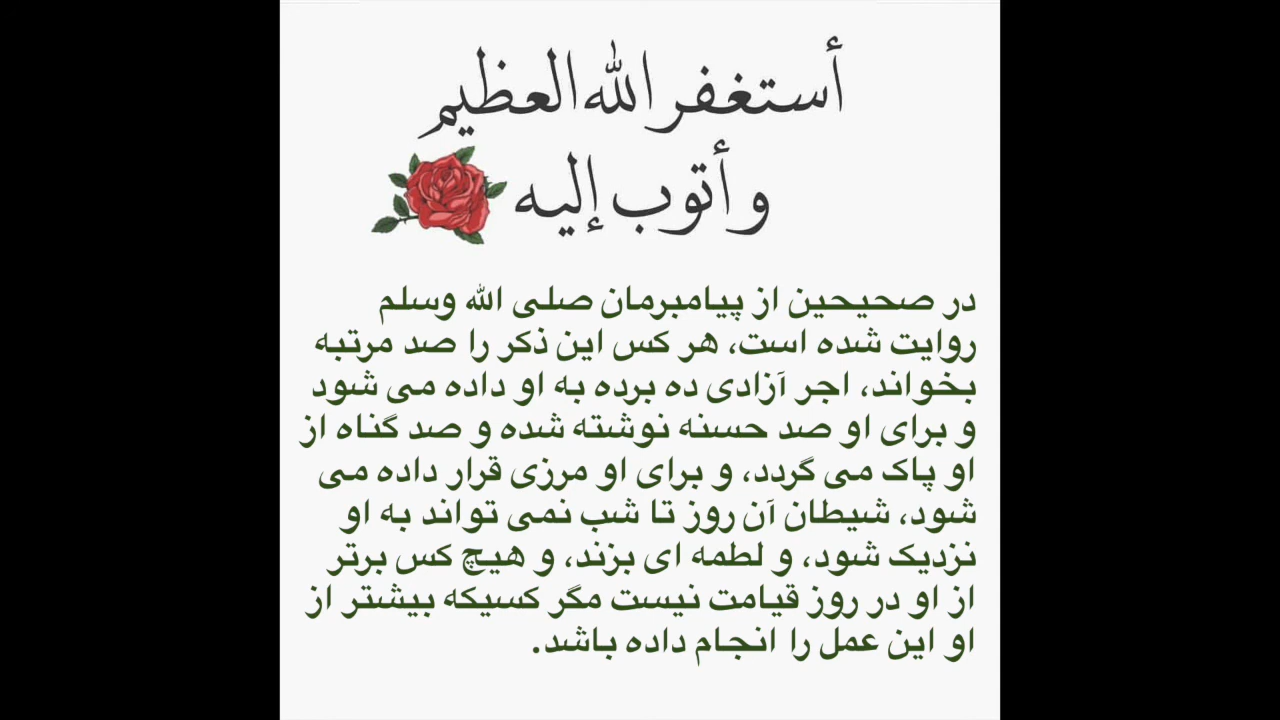 أستغفر الله العظيم
و أتوب إليه
در صحیحین از پیامبرمان صلی الله وسلم
روایت شده است، هر کس این ذکر را صد مرتبه
بخواند، اجر آزادی ده برده به او داده می شود
و برای او صد حسنه نوشته شده و صد گناه از
او پاک می گردد، و برای او مرزی قرار داده می
شود، شیطان آن روز تا شب نمی تواند به او
نزدیک شود، و لطمه ای بزند، و هیچ کس برتر
از او در روز قیامت نیست مگر کسیکه بیشتر از
او این عمل را انجام داده باشد.